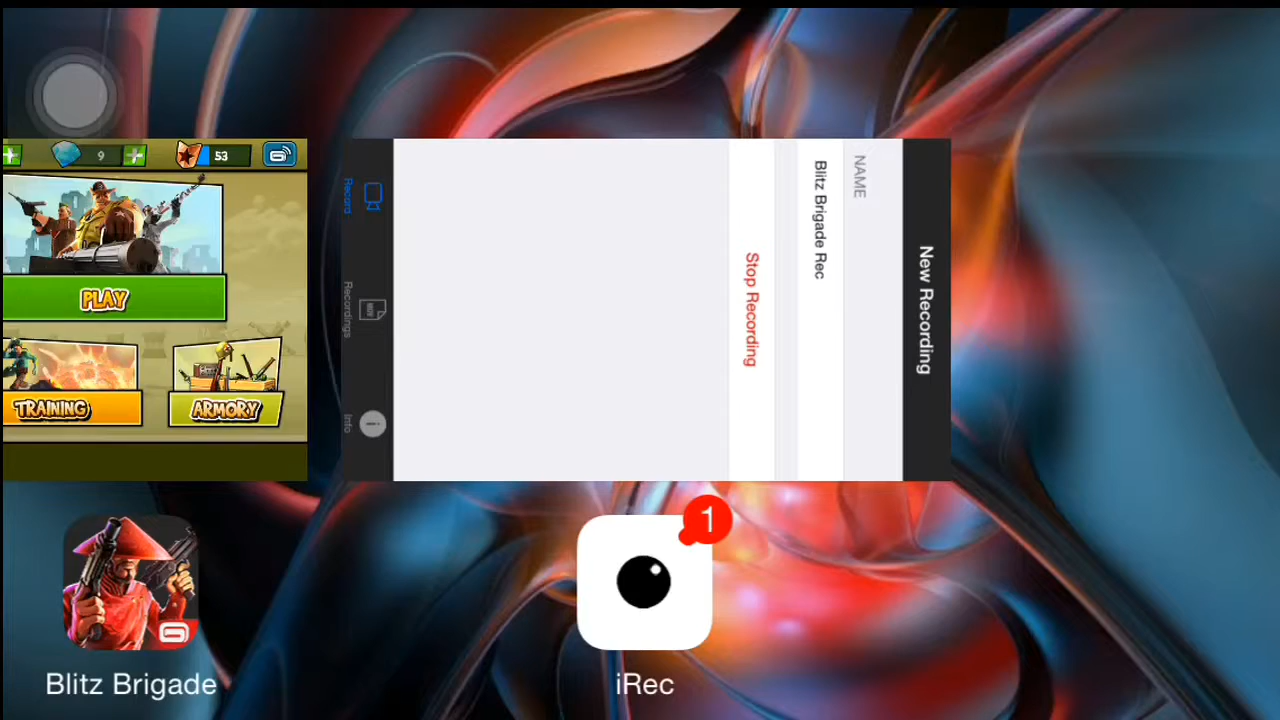 9
53
PLAY
TRAINING
ARMORY
New Recording
NAME
Blitz Brigade Rec
Stop Recording
Record
Recordings
Info
1
Blitz Brigade
iRec